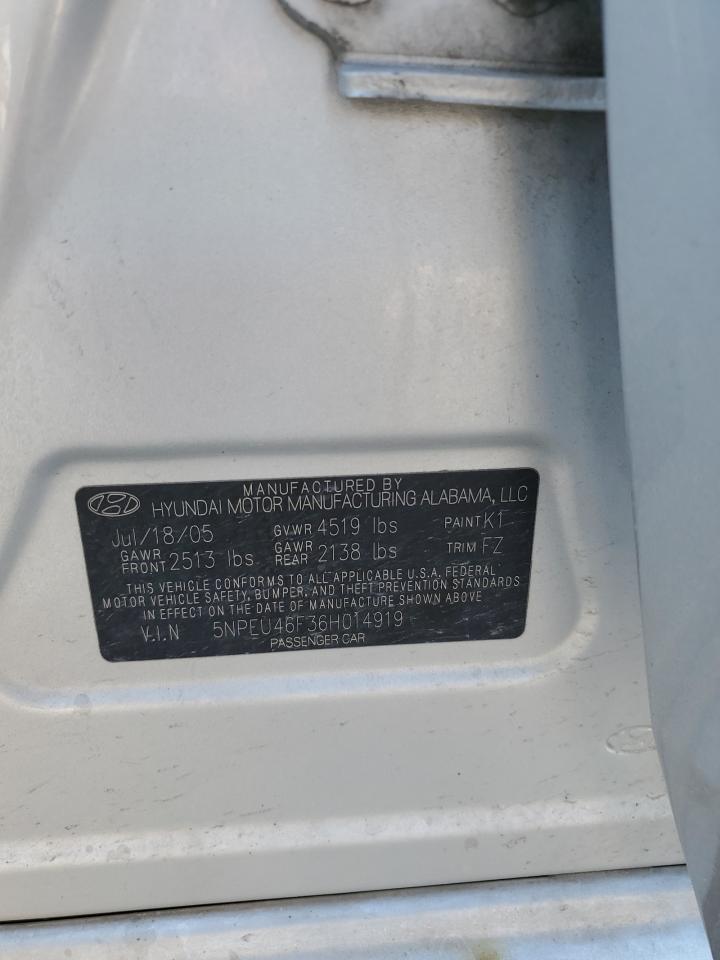 MANUFACTURED BY
HYUNDAI MOTOR MANUFACTURING ALABAMA, LLC
Jul/18/05 GVWR 4519 lbs PAINT K1
GAWR FRONT 2513 lbs GAWR REAR 2138 lbs TRIM FZ
THIS VEHICLE CONFORMS TO ALL APPLICABLE U.S.A. FEDERAL
MOTOR VEHICLE SAFETY, BUMPER, AND THEFT PREVENTION STANDARDS
IN EFFECT ON THE DATE OF MANUFACTURE SHOWN ABOVE
V.I.N 5NPEU46F36H014919
PASSENGER CAR